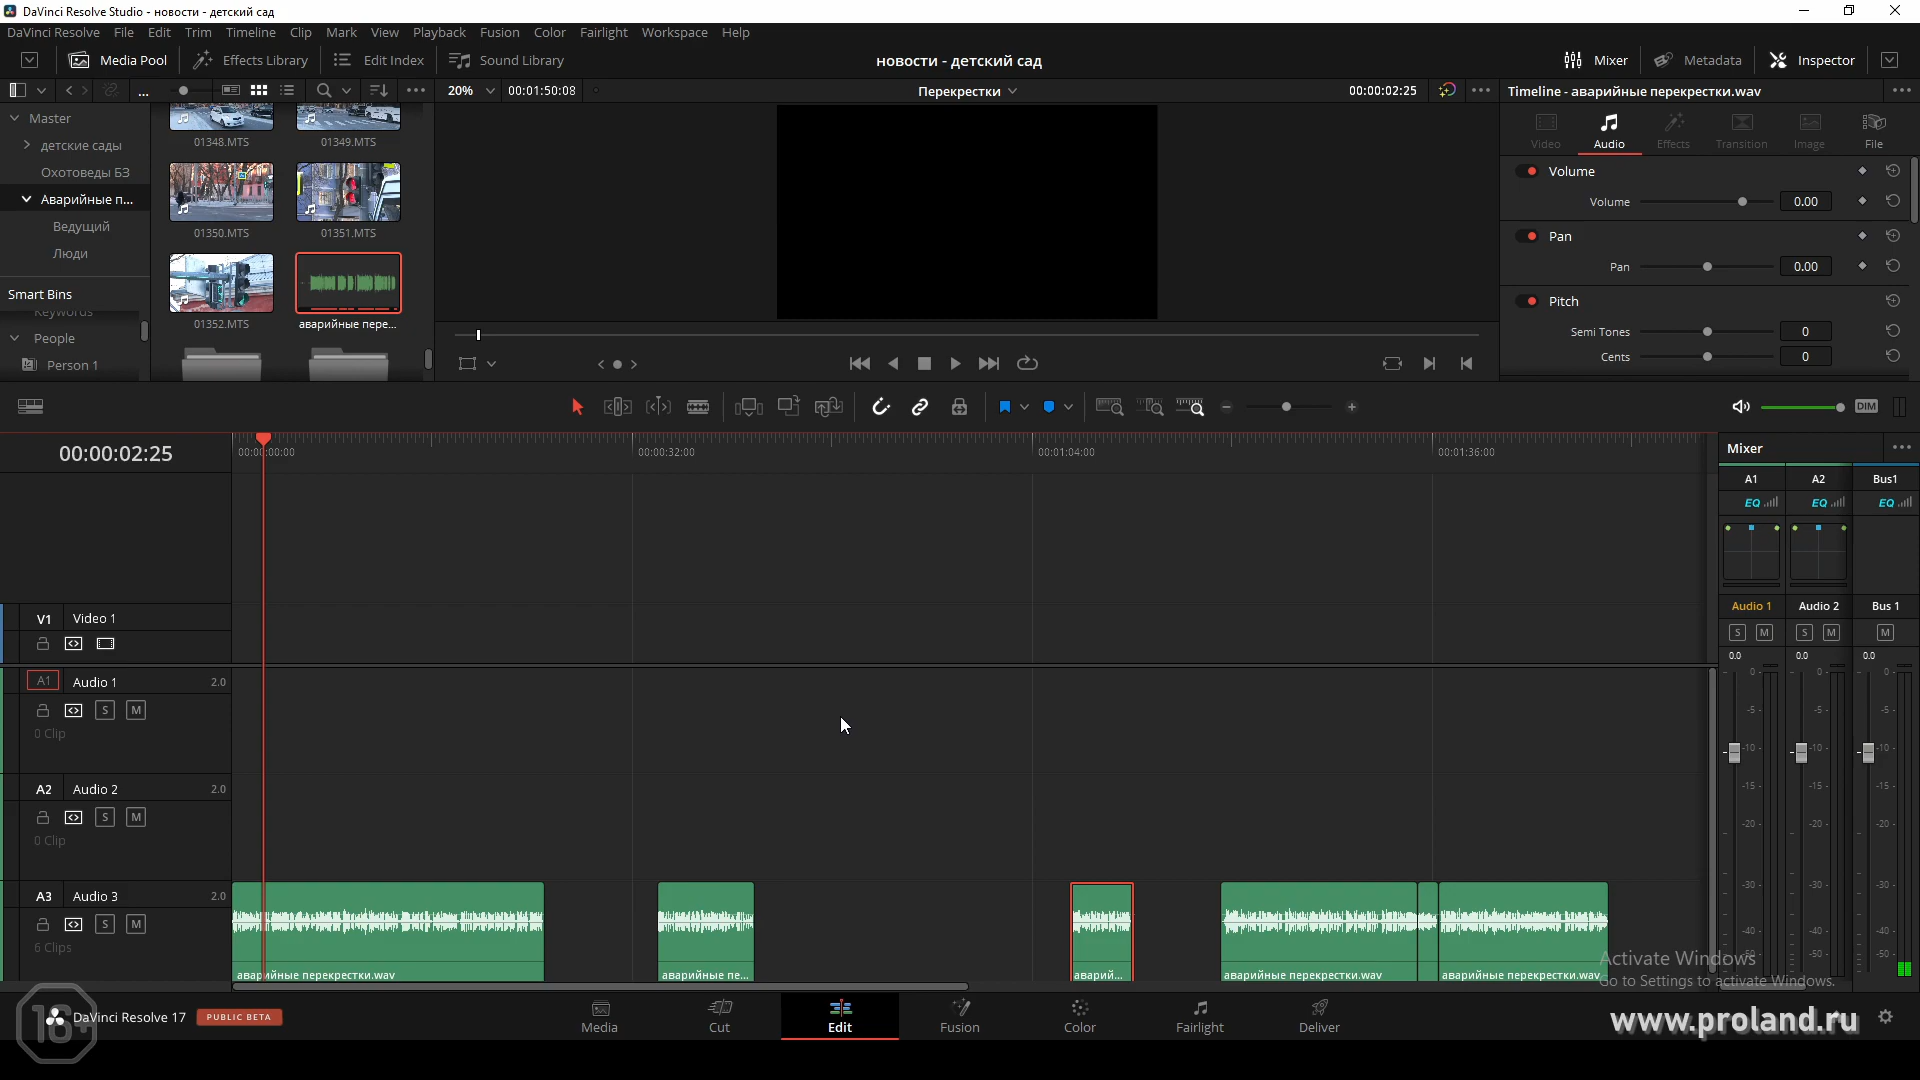 DaVinci Resolve Studio - новости - детский сад
DaVinci Resolve File Edit Trim Timeline Clip Mark View Playback Fusion Color Fairlight Workspace Help
Media Pool Effects Library Edit Index Sound Library новости - детский сад Mixer Metadata Inspector
... 20% 00:01:50:08 Перекрестки 00:00:02:25 Timeline - аварийные перекрестки.wav
Master
детские сады
Охотоведы БЗ
Аварийные п...
Ведущий
Люди
Smart Bins
Keywords
People
Person 1
01348.MTS 01349.MTS
01350.MTS 01351.MTS
01352.MTS аварийные пере...
Video Audio Effects Transition Image File
Volume
Volume 0.00
Pan
Pan 0.00
Pitch
Semi Tones 0
Cents 0
DIM
00:00:02:25
00:00:00:00 00:00:32:00 00:01:04:00 00:01:36:00
V1 Video 1
A1 Audio 1 2.0
S M
0 Clip
A2 Audio 2 2.0
S M
0 Clip
A3 Audio 3 2.0
S M
6 Clips
аварийные перекрестки.wav аварийные пе... аварий... аварийные перекрестки.wav аварийные перекрестки.wav
Mixer
A1 A2 Bus1
EQ EQ EQ
Audio 1 Audio 2 Bus 1
S M S M M
0.0 0.0 0.0
0 0 0
-5 -5 -5
-10 -10 -10
-15 -15 -15
-20 -20 -20
-30 -30 -30
-40 -40 -40
-50 -50 -50
Activate Windows
Go to Settings to activate Windows.
16+
DaVinci Resolve 17 PUBLIC BETA
Media Cut Edit Fusion Color Fairlight Deliver
www.proland.ru